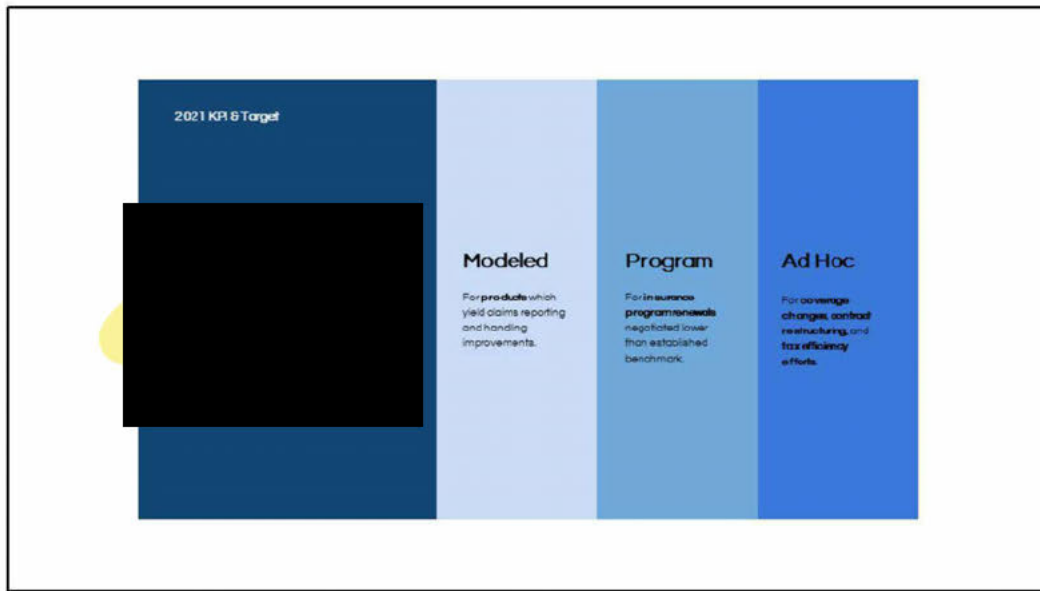 2021 KPI & Target
Modeled
For products which
yield claims reporting
and handling
improvements.
Program
For insurance
program renewals
negotiated lower
than established
benchmark.
Ad Hoc
For coverage
changes, contract
restructuring, and
tax efficiency
efforts.